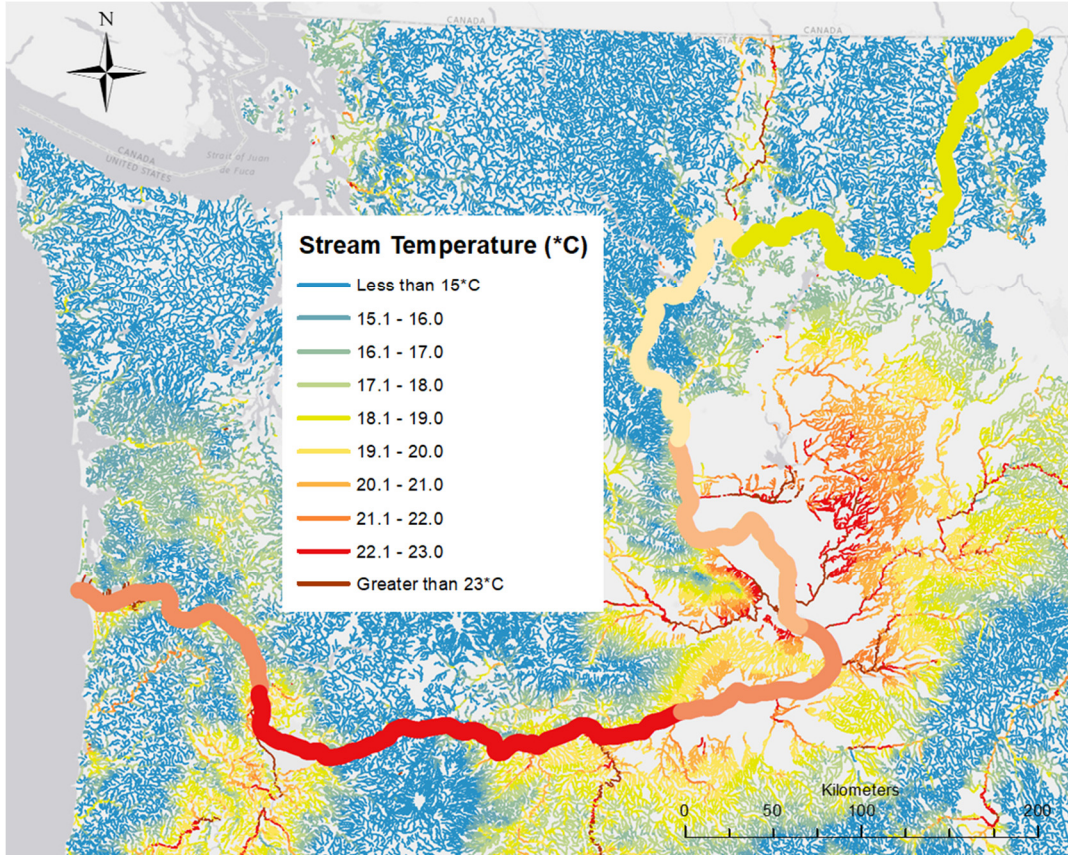 CANADA
N
STATES
CANADA
CANADA
UNITED STATES
Strait of Juan
de Fuca
Stream Temperature (*C)
Less than 15*C
15.1 - 16.0
16.1 - 17.0
17.1 - 18.0
18.1 - 19.0
19.1 - 20.0
20.1 - 21.0
21.1 - 22.0
22.1 - 23.0
Greater than 23*C
Kilometers
0 50 100 200